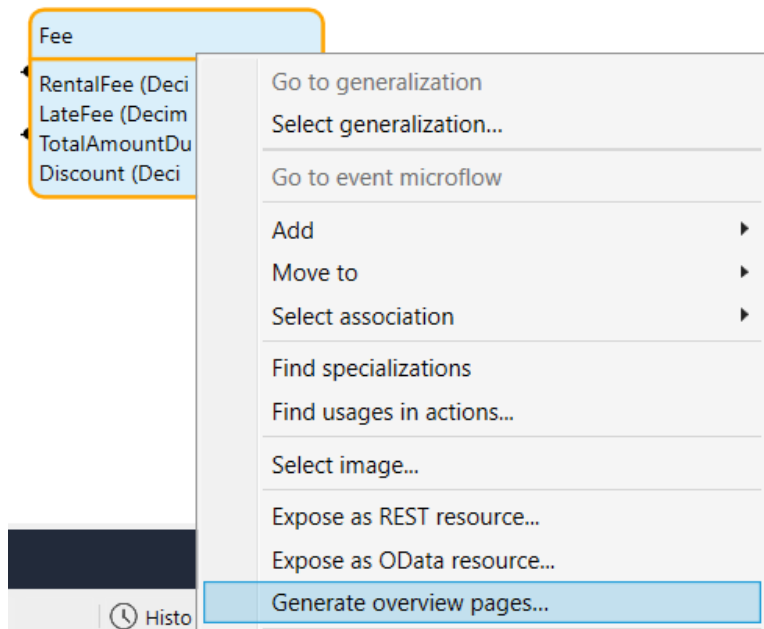 Fee
RentalFee (Deci
LateFee (Decim
TotalAmountDu
Discount (Deci
Go to generalization
Select generalization...
Go to event microflow
Add
Move to
Select association
Find specializations
Find usages in actions...
Select image...
Expose as REST resource...
Expose as OData resource...
Generate overview pages...
Histo